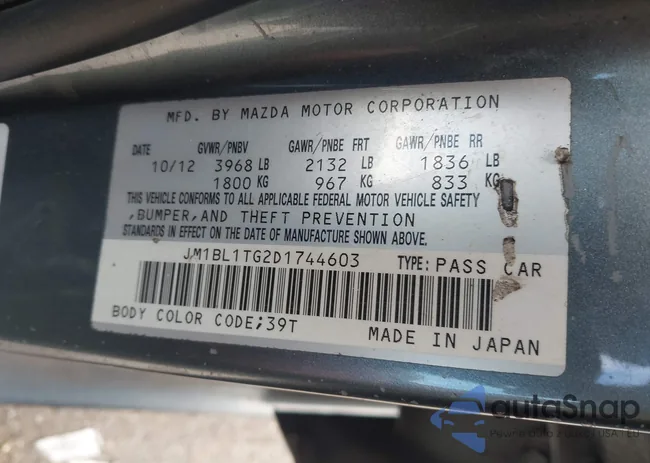 MFD. BY MAZDA MOTOR CORPORATION
DATE GVWR/PNBV GAWR/PNBE FRT GAWR/PNBE RR
10/12 3968 LB 2132 LB 1836 LB
1800 KG 967 KG 833 KG
THIS VEHICLE CONFORMS TO ALL APPLICABLE FEDERAL MOTOR VEHICLE SAFETY
,BUMPER,AND THEFT PREVENTION
STANDARDS IN EFFECT ON THE DATE OF MANUFACTURE SHOWN ABOVE.
JM1BL1TG2D1744603 TYPE: PASS CAR
BODY COLOR CODE;39T MADE IN JAPAN
autoSnap